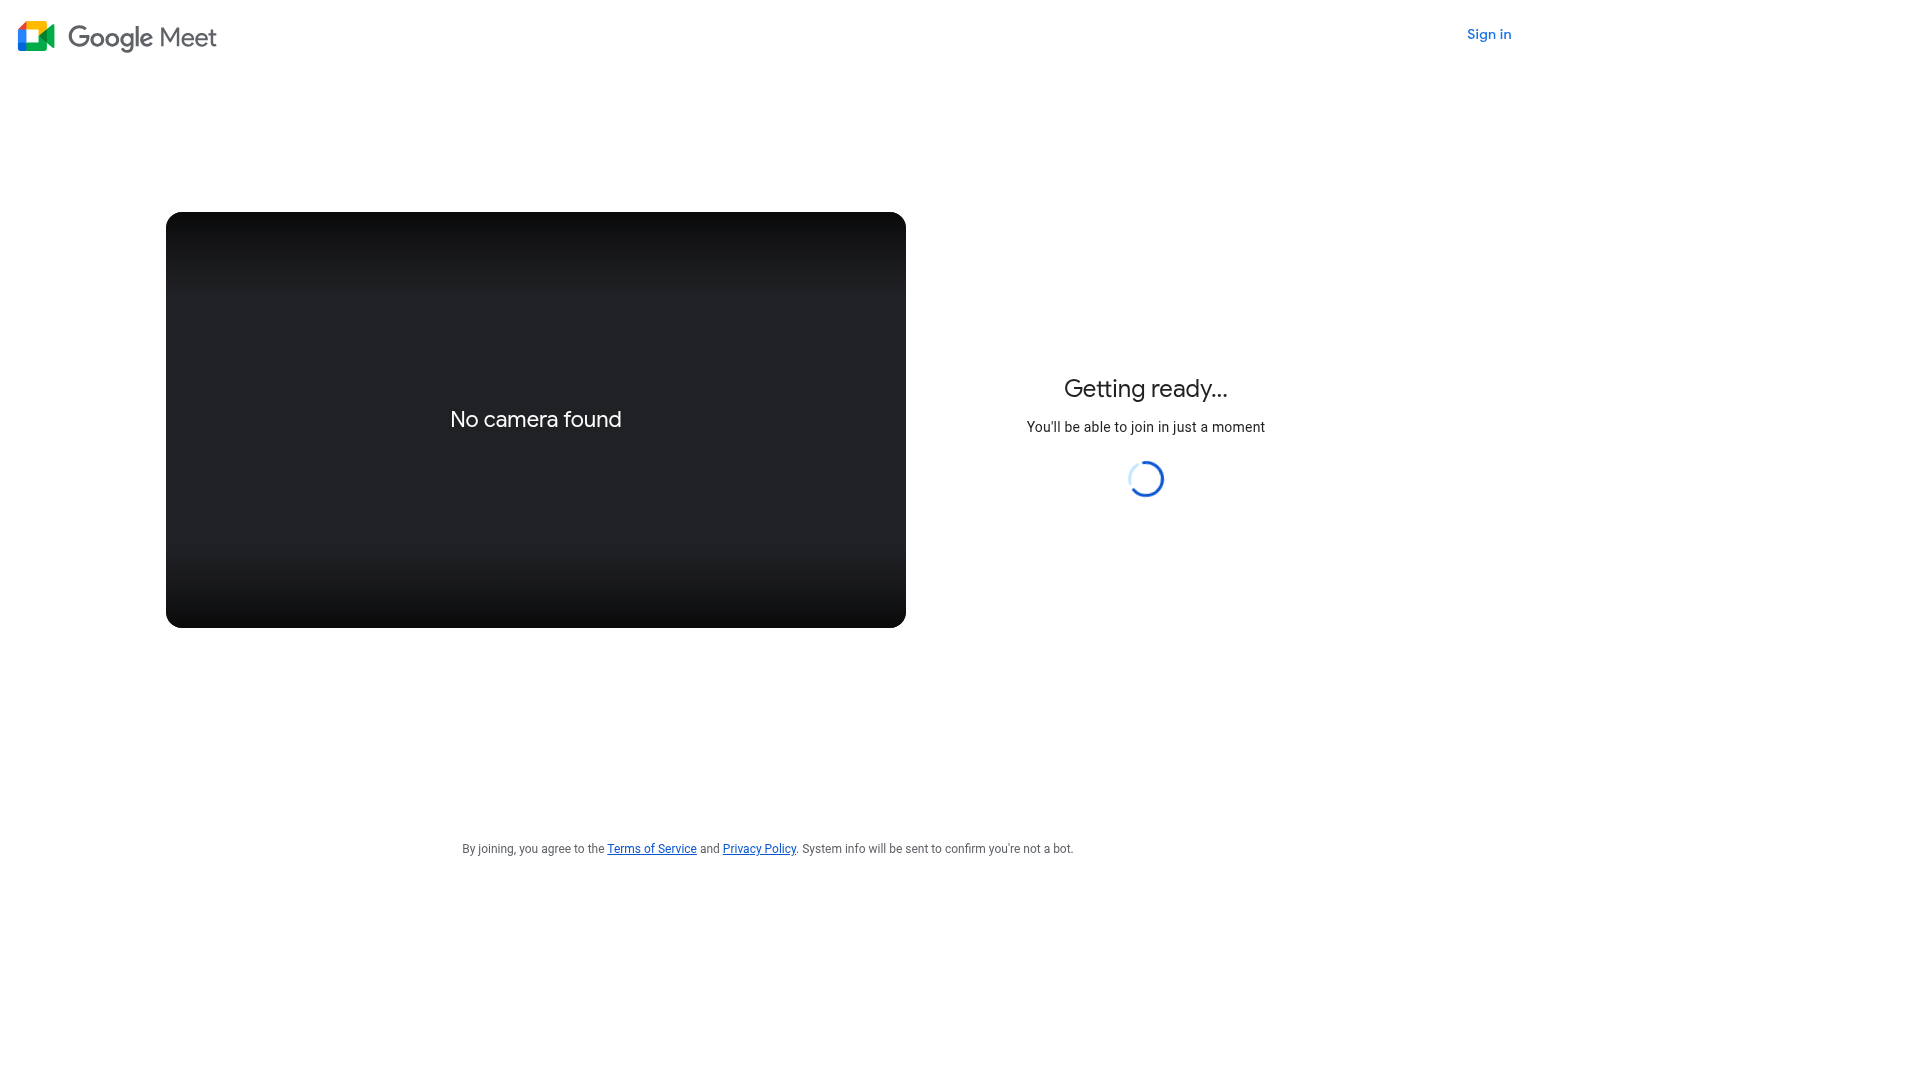 Google Meet
Sign in
No camera found
Getting ready...
You'll be able to join in just a moment
By joining, you agree to the Terms of Service and Privacy Policy. System info will be sent to confirm you're not a bot.